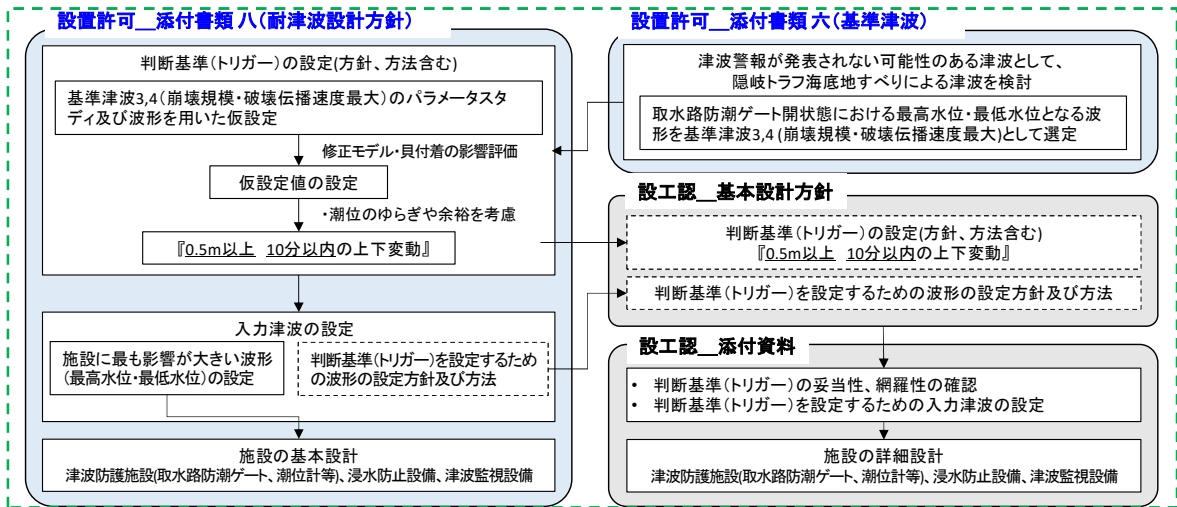 設置許可__添付書類 八(耐津波設計方針)
判断基準(トリガー)の設定(方針、方法含む)
基準津波3,4(崩壊規模・破壊伝播速度最大)のパラメータスタ
ディ及び波形を用いた仮設定
修正モデル・貝付着の影響評価
仮設定値の設定
・潮位のゆらぎや余裕を考慮
『0.5m以上 10分以内の上下変動』
入力津波の設定
施設に最も影響が大きい波形
(最高水位・最低水位)の設定
判断基準(トリガー)を設定するため
の波形の設定方針及び方法
施設の基本設計
津波防護施設(取水路防潮ゲート、潮位計等)、浸水防止設備、津波監視設備
設置許可__添付書類 六(基準津波)
津波警報が発表されない可能性のある津波として、
隠岐トラフ海底地すべりによる津波を検討
取水路防潮ゲート開状態における最高水位・最低水位となる波
形を基準津波3,4 (崩壊規模・破壊伝播速度最大)として選定
設工認__基本設計方針
判断基準(トリガー)の設定(方針、方法含む)
『0.5m以上 10分以内の上下変動』
判断基準(トリガー)を設定するための波形の設定方針及び方法
設工認__添付資料
• 判断基準(トリガー)の妥当性、網羅性の確認
• 判断基準(トリガー)を設定するための入力津波の設定
施設の詳細設計
津波防護施設(取水路防潮ゲート、潮位計等)、浸水防止設備、津波監視設備